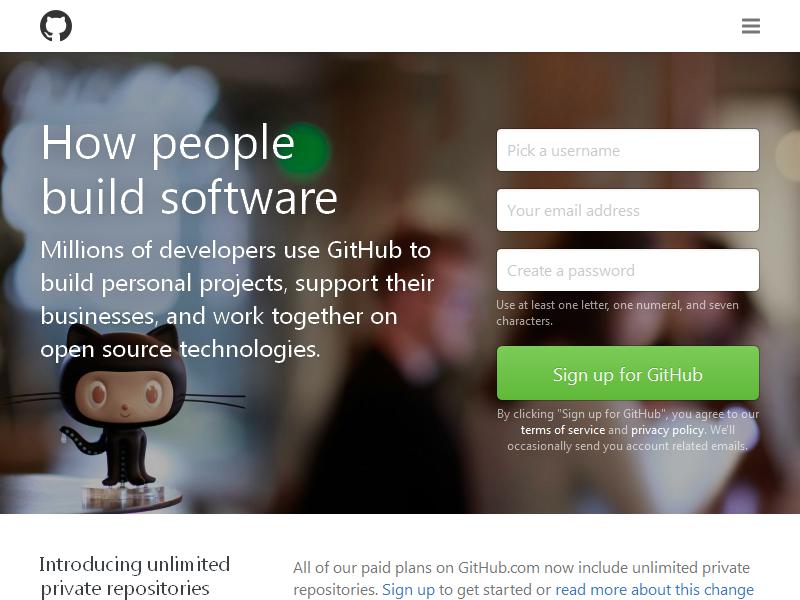 How people
build software
Millions of developers use GitHub to
build personal projects, support their
businesses, and work together on
open source technologies.
Pick a username
Your email address
Create a password
Use at least one letter, one numeral, and seven
characters.
Sign up for GitHub
By clicking "Sign up for GitHub", you agree to our
terms of service and privacy policy. We'll
occasionally send you account related emails.
Introducing unlimited
private repositories
All of our paid plans on GitHub.com now include unlimited private
repositories. Sign up to get started or read more about this change